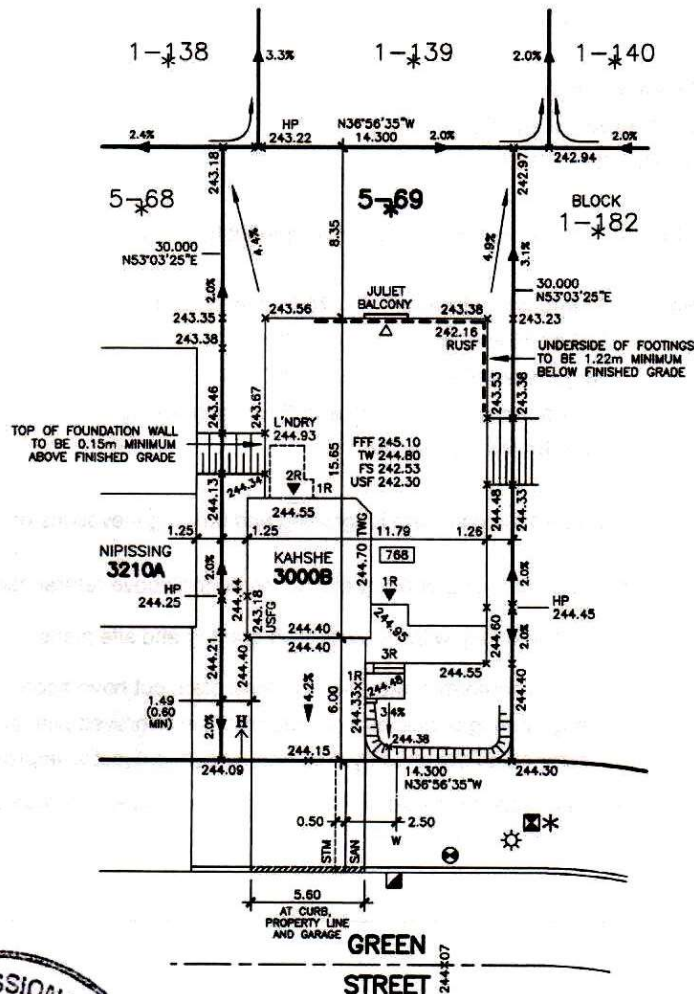 1-138
3.3%
1-139
2.0%
1-140
2.4%
HP
243.22
N36°56'35"W
14.300
2.0%
2.0%
242.94
243.18
242.97
5-68
5-69
BLOCK
1-182
4.4%
8.35
4.9%
3.1%
30.000
N53°03'25"E
30.000
N53°03'25"E
2.0%
JULIET
BALCONY
243.35
243.56
243.38
243.23
243.38
242.16
RUSF
UNDERSIDE OF FOOTINGS
TO BE 1.22m MINIMUM
BELOW FINISHED GRADE
243.46
243.67
243.53
243.38
TOP OF FOUNDATION WALL
TO BE 0.15m MINIMUM
ABOVE FINISHED GRADE
L'NDRY
244.93
15.65
FFF 245.10
TW 244.80
FS 242.53
USF 242.30
244.13
244.34
2R
1R
244.55
244.48
244.33
1.25
1.25
TWG
244.70
11.79
1.26
NIPISSING
3210A
KAHSHE
3000B
768
2.0%
2.0%
HP
244.25
244.44
243.18
USFG
1R
HP
244.45
244.95
244.60
2.0%
244.21
244.40
244.40
244.40
3R
244.55
244.40
1.49
(0.60
MIN)
4.2%
6.00
1R
244.33
244.48
3.4%
2.0%
H
244.38
244.09
244.15
14.300
N36°56'35"W
244.30
0.50
2.50
STM
SAN
W
5.60
AT CURB,
PROPERTY LINE
AND GARAGE
GREEN
STREET
244.07
SSION